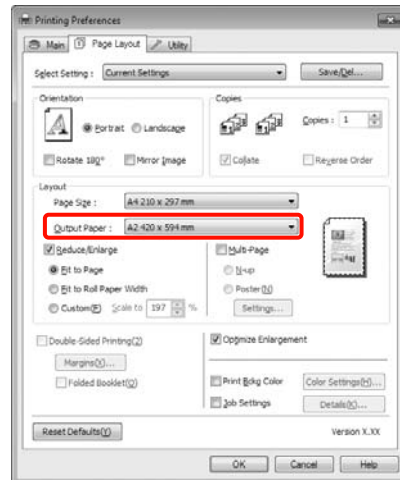 Printing Preferences
Main Page Layout Utility
Select Setting : Current Settings Save/Del...
Orientation Copies
Portrait Landscape Copies : 1
Rotate 180° Mirror Image Collate Reverse Order
Layout
Page Size : A4 210 x 297 mm
Output Paper : A2 420 x 594 mm
Reduce/Enlarge Multi-Page
Fit to Page N-up
Fit to Roll Paper Width Poster(N)
Custom(F) Scale to 197 % Settings...
Double-Sided Printing(2) Optimize Enlargement
Margins(X)...
Folded Booklet(Q) Print Bckg Color Color Settings(H)...
Job Settings Details(K)...
Reset Defaults(Y) Version X.XX
OK Cancel Help